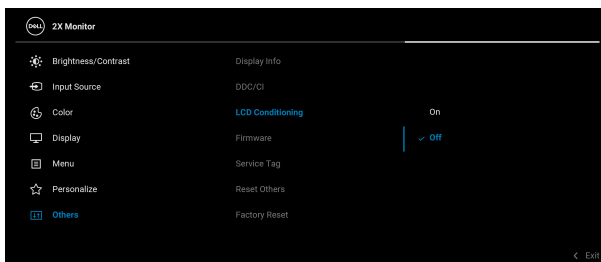 DELL 2X Monitor
Brightness/Contrast Display Info
Input Source DDC/CI
Color LCD Conditioning On
Display Firmware Off
Menu Service Tag
Personalize Reset Others
Others Factory Reset
Exit